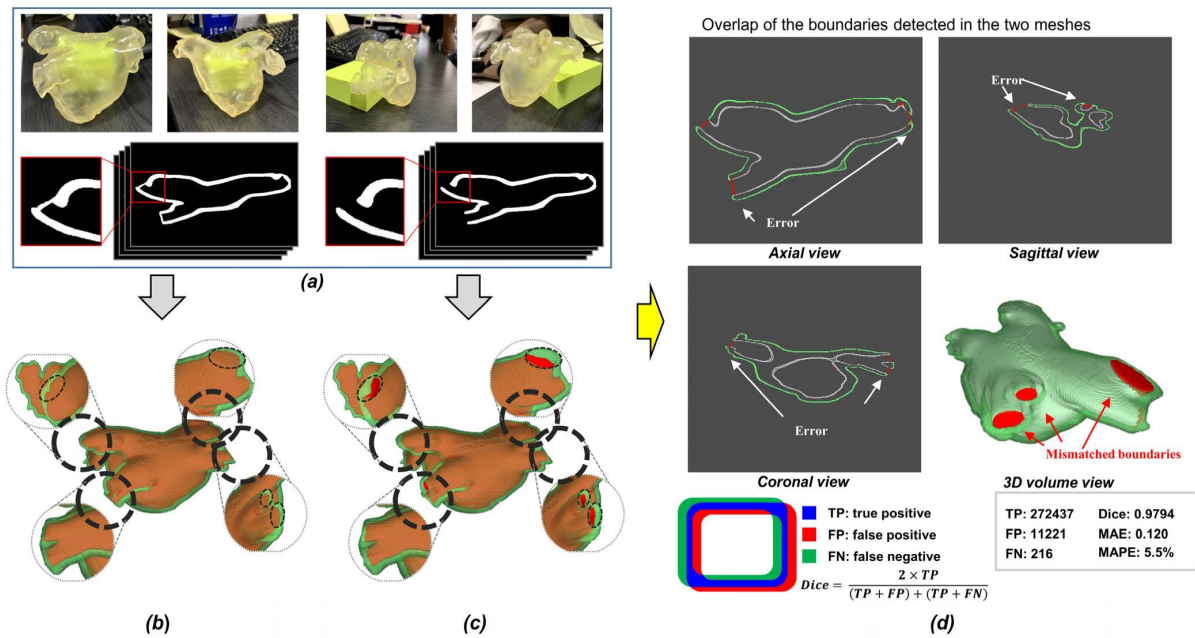 Overlap of the boundaries detected in the two meshes
Error
Axial view
Error
Sagittal view
(a)
Error
Coronal view
Mismatched boundaries
3D volume view
TP: true positive
FP: false positive
FN: false negative
Dice = 2 × TP / (TP + FP) + (TP + FN)
TP: 272437 Dice: 0.9794
FP: 11221 MAE: 0.120
FN: 216 MAPE: 5.5%
(b)
(c)
(d)